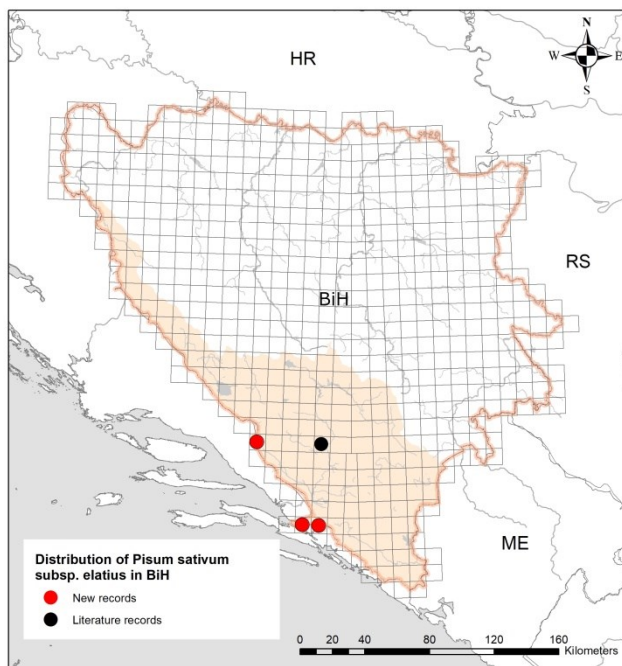 HR
N
W E
S
RS
BiH
ME
Distribution of Pisum sativum
subsp. elatius in BiH
New records
Literature records
0 20 40 80 120 160
Kilometers